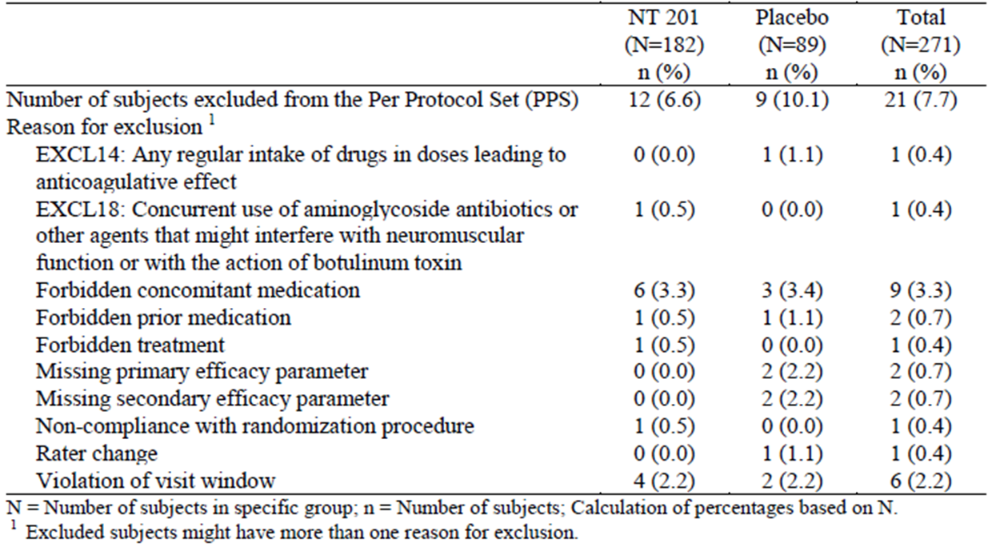 NT 201 Placebo Total
(N=182) (N=89) (N=271)
n (%) n (%) n (%)
Number of subjects excluded from the Per Protocol Set (PPS) 12 (6.6) 9 (10.1) 21 (7.7)
Reason for exclusion 1
EXCL14: Any regular intake of drugs in doses leading to 0 (0.0) 1 (1.1) 1 (0.4)
anticoagulative effect
EXCL18: Concurrent use of aminoglycoside antibiotics or 1 (0.5) 0 (0.0) 1 (0.4)
other agents that might interfere with neuromuscular
function or with the action of botulinum toxin
Forbidden concomitant medication 6 (3.3) 3 (3.4) 9 (3.3)
Forbidden prior medication 1 (0.5) 1 (1.1) 2 (0.7)
Forbidden treatment 1 (0.5) 0 (0.0) 1 (0.4)
Missing primary efficacy parameter 0 (0.0) 2 (2.2) 2 (0.7)
Missing secondary efficacy parameter 0 (0.0) 2 (2.2) 2 (0.7)
Non-compliance with randomization procedure 1 (0.5) 0 (0.0) 1 (0.4)
Rater change 0 (0.0) 1 (1.1) 1 (0.4)
Violation of visit window 4 (2.2) 2 (2.2) 6 (2.2)
N = Number of subjects in specific group; n = Number of subjects; Calculation of percentages based on N.
1 Excluded subjects might have more than one reason for exclusion.